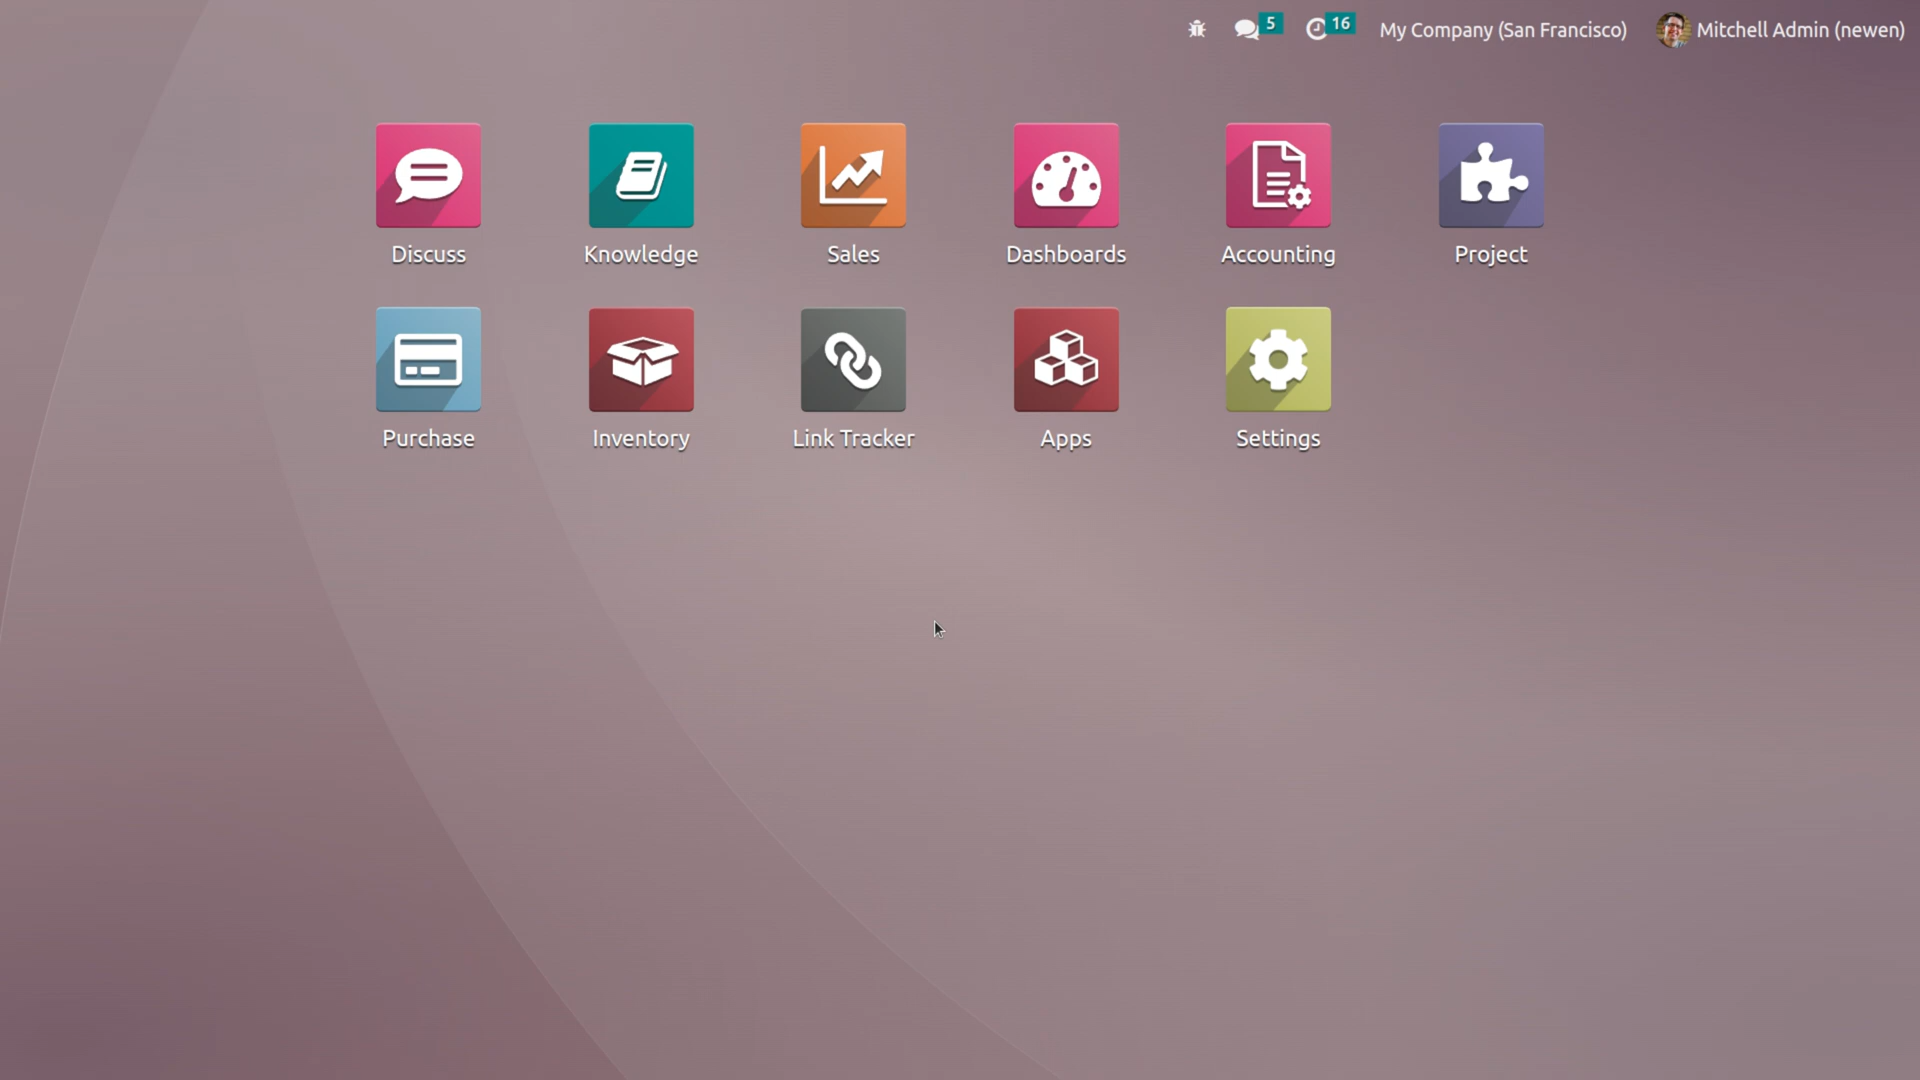 5 16 My Company (San Francisco) Mitchell Admin (newen)
Discuss Knowledge Sales Dashboards Accounting Project
Purchase Inventory Link Tracker Apps Settings